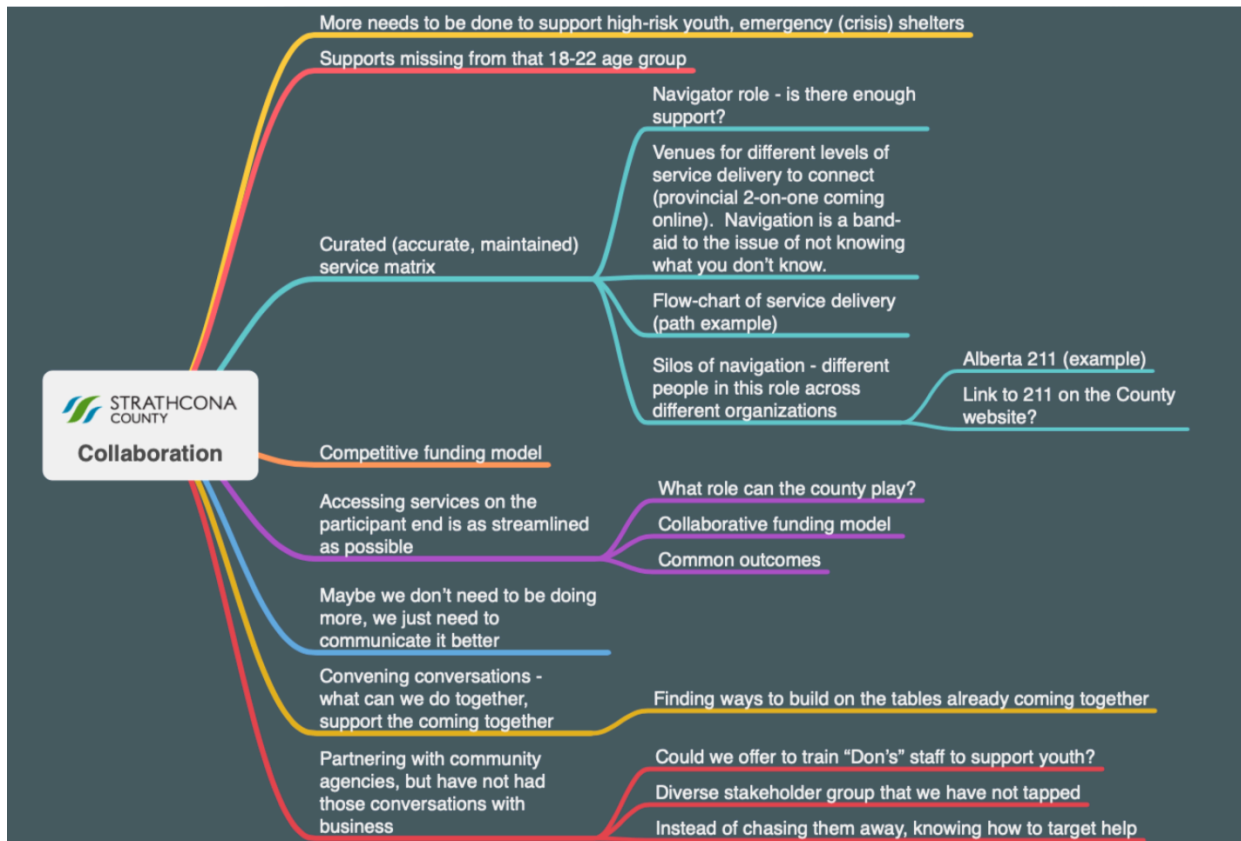 More needs to be done to support high-risk youth, emergency (crisis) shelters
Supports missing from that 18-22 age group
Curated (accurate, maintained)
service matrix
Navigator role - is there enough
support?
Venues for different levels of
service delivery to connect
(provincial 2-on-one coming
online). Navigation is a band-
aid to the issue of not knowing
what you don’t know.
Flow-chart of service delivery
(path example)
Silos of navigation - different
people in this role across
different organizations
Alberta 211 (example)
Link to 211 on the County
website?
STRATHCONA
COUNTY
Collaboration
Competitive funding model
Accessing services on the
participant end is as streamlined
as possible
What role can the county play?
Collaborative funding model
Common outcomes
Maybe we don’t need to be doing
more, we just need to
communicate it better
Convening conversations -
what can we do together,
support the coming together
Finding ways to build on the tables already coming together
Partnering with community
agencies, but have not had
those conversations with
business
Could we offer to train “Don’s” staff to support youth?
Diverse stakeholder group that we have not tapped
Instead of chasing them away, knowing how to target help